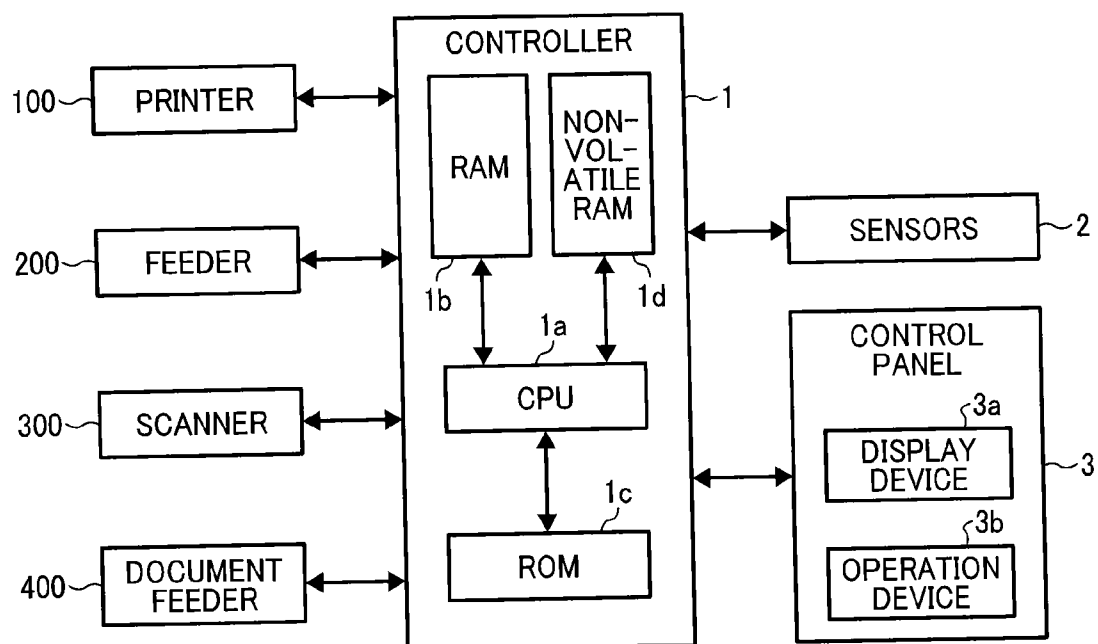 CONTROLLER
100
PRINTER
1
RAM
NON-
VOL-
ATILE
RAM
SENSORS
2
200
FEEDER
1b
1d
CONTROL
PANEL
1a
CPU
300
SCANNER
3a
DISPLAY
DEVICE
3
1c
ROM
3b
OPERATION
DEVICE
400
DOCUMENT
FEEDER